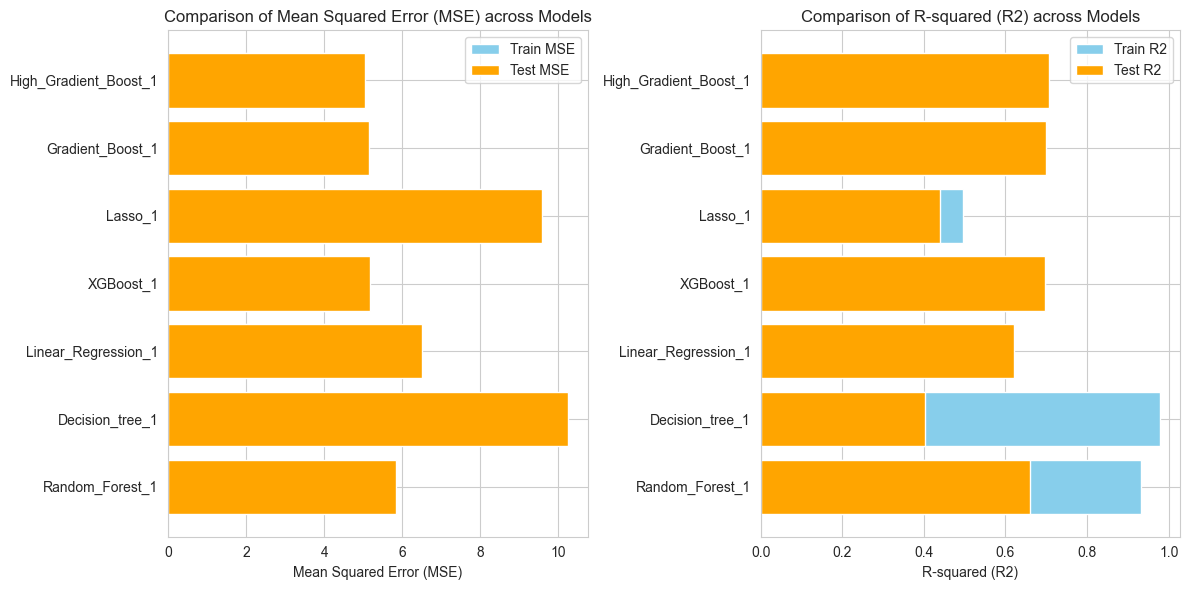 Comparison of Mean Squared Error (MSE) across Models
Train MSE
Test MSE
High_Gradient_Boost_1
Gradient_Boost_1
Lasso_1
XGBoost_1
Linear_Regression_1
Decision_tree_1
Random_Forest_1
0 2 4 6 8 10
Mean Squared Error (MSE)
Comparison of R-squared (R2) across Models
Train R2
Test R2
High_Gradient_Boost_1
Gradient_Boost_1
Lasso_1
XGBoost_1
Linear_Regression_1
Decision_tree_1
Random_Forest_1
0.0 0.2 0.4 0.6 0.8 1.0
R-squared (R2)